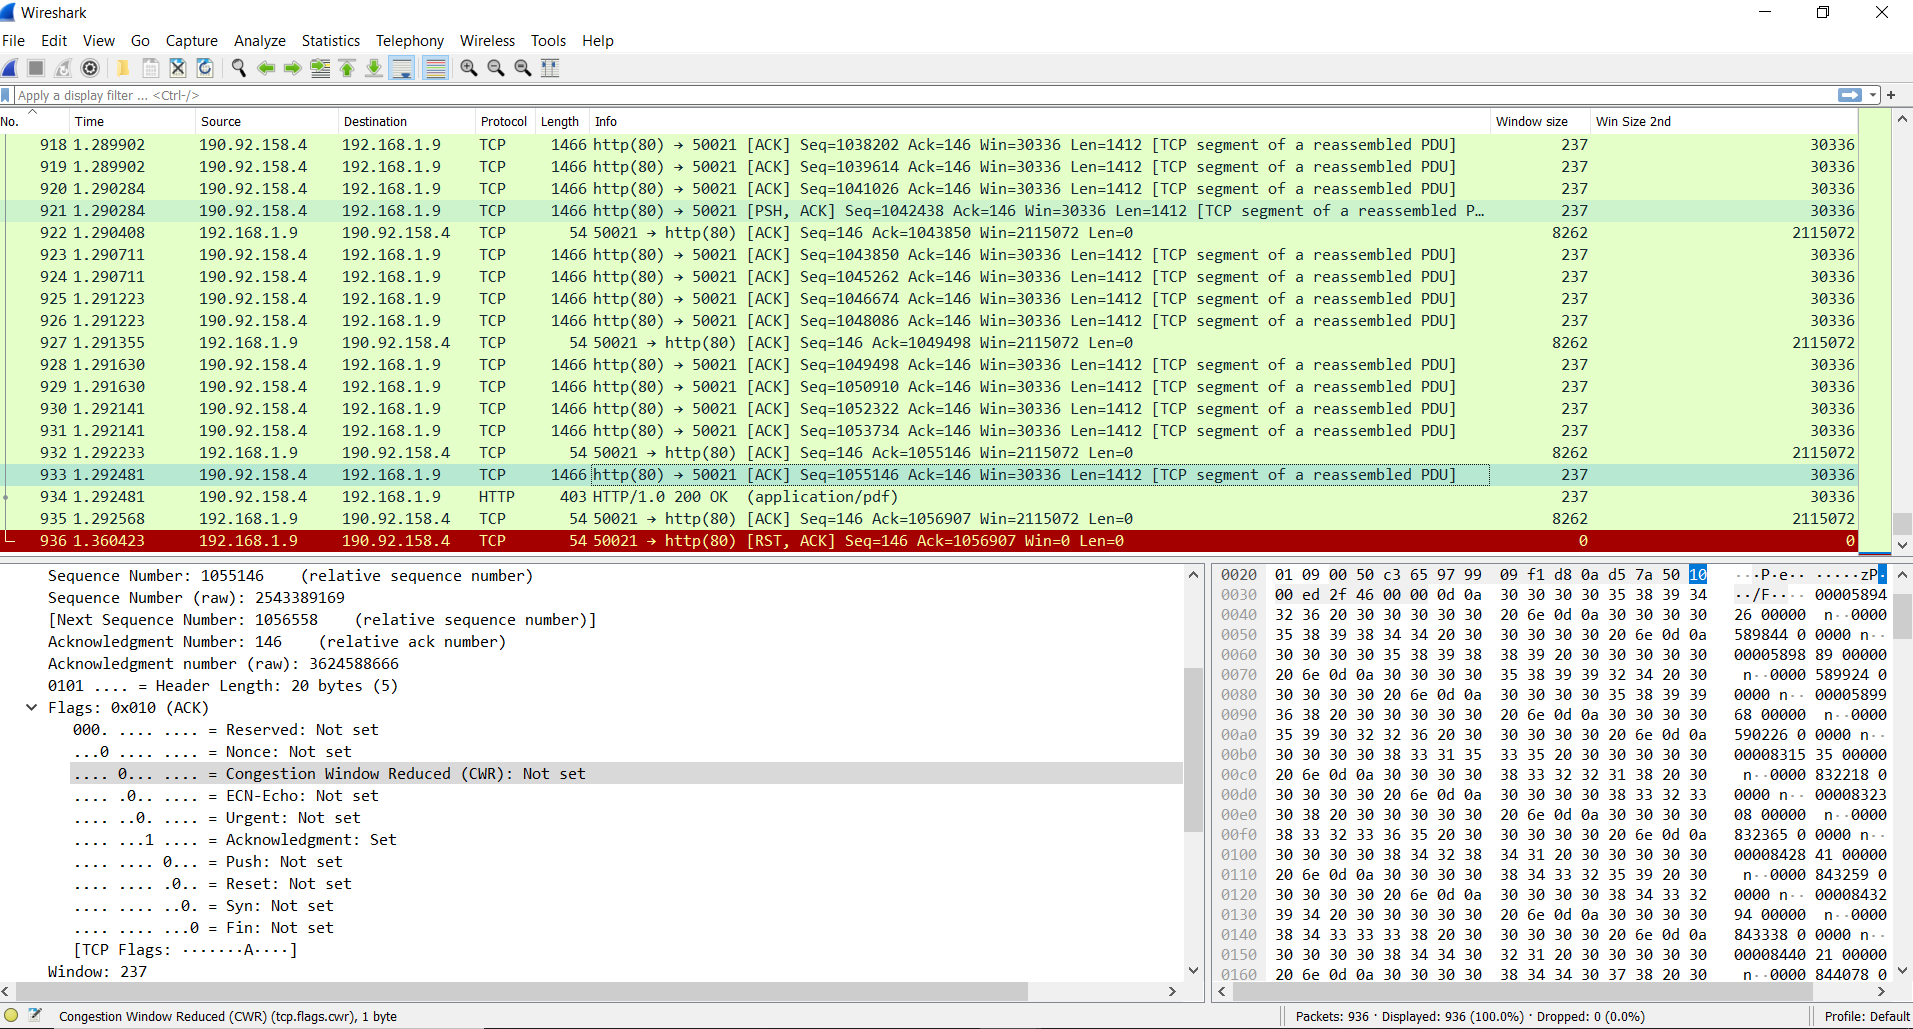 Wireshark
File Edit View Go Capture Analyze Statistics Telephony Wireless Tools Help
Apply a display filter ... <Ctrl-/>
No. Time Source Destination Protocol Length Info Window size Win Size 2nd
918 1.289902 190.92.158.4 192.168.1.9 TCP 1466 http(80) → 50021 [ACK] Seq=1038202 Ack=146 Win=30336 Len=1412 [TCP segment of a reassembled PDU] 237 30336
919 1.289902 190.92.158.4 192.168.1.9 TCP 1466 http(80) → 50021 [ACK] Seq=1039614 Ack=146 Win=30336 Len=1412 [TCP segment of a reassembled PDU] 237 30336
920 1.290284 190.92.158.4 192.168.1.9 TCP 1466 http(80) → 50021 [ACK] Seq=1041026 Ack=146 Win=30336 Len=1412 [TCP segment of a reassembled PDU] 237 30336
921 1.290284 190.92.158.4 192.168.1.9 TCP 1466 http(80) → 50021 [PSH, ACK] Seq=1042438 Ack=146 Win=30336 Len=1412 [TCP segment of a reassembled P… 237 30336
922 1.290408 192.168.1.9 190.92.158.4 TCP 54 50021 → http(80) [ACK] Seq=146 Ack=1043850 Win=2115072 Len=0 8262 2115072
923 1.290711 190.92.158.4 192.168.1.9 TCP 1466 http(80) → 50021 [ACK] Seq=1043850 Ack=146 Win=30336 Len=1412 [TCP segment of a reassembled PDU] 237 30336
924 1.290711 190.92.158.4 192.168.1.9 TCP 1466 http(80) → 50021 [ACK] Seq=1045262 Ack=146 Win=30336 Len=1412 [TCP segment of a reassembled PDU] 237 30336
925 1.291223 190.92.158.4 192.168.1.9 TCP 1466 http(80) → 50021 [ACK] Seq=1046674 Ack=146 Win=30336 Len=1412 [TCP segment of a reassembled PDU] 237 30336
926 1.291223 190.92.158.4 192.168.1.9 TCP 1466 http(80) → 50021 [ACK] Seq=1048086 Ack=146 Win=30336 Len=1412 [TCP segment of a reassembled PDU] 237 30336
927 1.291355 192.168.1.9 190.92.158.4 TCP 54 50021 → http(80) [ACK] Seq=146 Ack=1049498 Win=2115072 Len=0 8262 2115072
928 1.291630 190.92.158.4 192.168.1.9 TCP 1466 http(80) → 50021 [ACK] Seq=1049498 Ack=146 Win=30336 Len=1412 [TCP segment of a reassembled PDU] 237 30336
929 1.291630 190.92.158.4 192.168.1.9 TCP 1466 http(80) → 50021 [ACK] Seq=1050910 Ack=146 Win=30336 Len=1412 [TCP segment of a reassembled PDU] 237 30336
930 1.292141 190.92.158.4 192.168.1.9 TCP 1466 http(80) → 50021 [ACK] Seq=1052322 Ack=146 Win=30336 Len=1412 [TCP segment of a reassembled PDU] 237 30336
931 1.292141 190.92.158.4 192.168.1.9 TCP 1466 http(80) → 50021 [ACK] Seq=1053734 Ack=146 Win=30336 Len=1412 [TCP segment of a reassembled PDU] 237 30336
932 1.292233 192.168.1.9 190.92.158.4 TCP 54 50021 → http(80) [ACK] Seq=146 Ack=1055146 Win=2115072 Len=0 8262 2115072
933 1.292481 190.92.158.4 192.168.1.9 TCP 1466 http(80) → 50021 [ACK] Seq=1055146 Ack=146 Win=30336 Len=1412 [TCP segment of a reassembled PDU] 237 30336
934 1.292481 190.92.158.4 192.168.1.9 HTTP 403 HTTP/1.0 200 OK (application/pdf) 237 30336
935 1.292568 192.168.1.9 190.92.158.4 TCP 54 50021 → http(80) [ACK] Seq=146 Ack=1056907 Win=2115072 Len=0 8262 2115072
936 1.360423 192.168.1.9 190.92.158.4 TCP 54 50021 → http(80) [RST, ACK] Seq=146 Ack=1056907 Win=0 Len=0 0 0
Sequence Number: 1055146 (relative sequence number)
Sequence Number (raw): 2543389169
[Next Sequence Number: 1056558 (relative sequence number)]
Acknowledgment Number: 146 (relative ack number)
Acknowledgment number (raw): 3624588666
0101 .... = Header Length: 20 bytes (5)
Flags: 0x010 (ACK)
000. .... .... = Reserved: Not set
...0 .... .... = Nonce: Not set
.... 0... .... = Congestion Window Reduced (CWR): Not set
.... .0.. .... = ECN-Echo: Not set
.... ..0. .... = Urgent: Not set
.... ...1 .... = Acknowledgment: Set
.... .... 0... = Push: Not set
.... .... .0.. = Reset: Not set
.... .... ..0. = Syn: Not set
.... .... ...0 = Fin: Not set
[TCP Flags: ·······A····]
Window: 237
0020 01 09 00 50 c3 65 97 99 09 f1 d8 0a d5 7a 50 10 ···P·e·· ·····zP·
0030 00 ed 2f 46 00 00 0d 0a 30 30 30 30 35 38 39 34 ··/F···· 00005894
0040 32 36 20 30 30 30 30 30 20 6e 0d 0a 30 30 30 30 26 00000 n··0000
0050 35 38 39 38 34 34 20 30 30 30 30 30 20 6e 0d 0a 589844 0 0000 n··
0060 30 30 30 30 35 38 39 38 38 39 20 30 30 30 30 30 00005898 89 00000
0070 20 6e 0d 0a 30 30 30 30 35 38 39 39 32 34 20 30 n··0000 589924 0
0080 30 30 30 30 20 6e 0d 0a 30 30 30 30 35 38 39 39 0000 n·· 00005899
0090 36 38 20 30 30 30 30 30 20 6e 0d 0a 30 30 30 30 68 00000 n··0000
00a0 35 39 30 32 32 36 20 30 30 30 30 30 20 6e 0d 0a 590226 0 0000 n··
00b0 30 30 30 30 38 33 31 35 33 35 20 30 30 30 30 30 00008315 35 00000
00c0 20 6e 0d 0a 30 30 30 30 38 33 32 32 31 38 20 30 n··0000 832218 0
00d0 30 30 30 30 20 6e 0d 0a 30 30 30 30 38 33 32 33 0000 n·· 00008323
00e0 30 38 20 30 30 30 30 30 20 6e 0d 0a 30 30 30 30 08 00000 n··0000
00f0 38 33 32 33 36 35 20 30 30 30 30 30 20 6e 0d 0a 832365 0 0000 n··
0100 30 30 30 30 38 34 32 38 34 31 20 30 30 30 30 30 00008428 41 00000
0110 20 6e 0d 0a 30 30 30 30 38 34 33 32 35 39 20 30 n··0000 843259 0
0120 30 30 30 30 20 6e 0d 0a 30 30 30 30 38 34 33 32 0000 n·· 00008432
0130 39 34 20 30 30 30 30 30 20 6e 0d 0a 30 30 30 30 94 00000 n··0000
0140 38 34 33 33 33 38 20 30 30 30 30 30 20 6e 0d 0a 843338 0 0000 n··
0150 30 30 30 30 38 34 34 30 32 31 20 30 30 30 30 30 00008440 21 00000
0160 20 6e 0d 0a 30 30 30 30 38 34 34 30 37 38 20 30 n··0000 844078 0
Congestion Window Reduced (CWR) (tcp.flags.cwr), 1 byte
Packets: 936 · Displayed: 936 (100.0%) · Dropped: 0 (0.0%)
Profile: Default